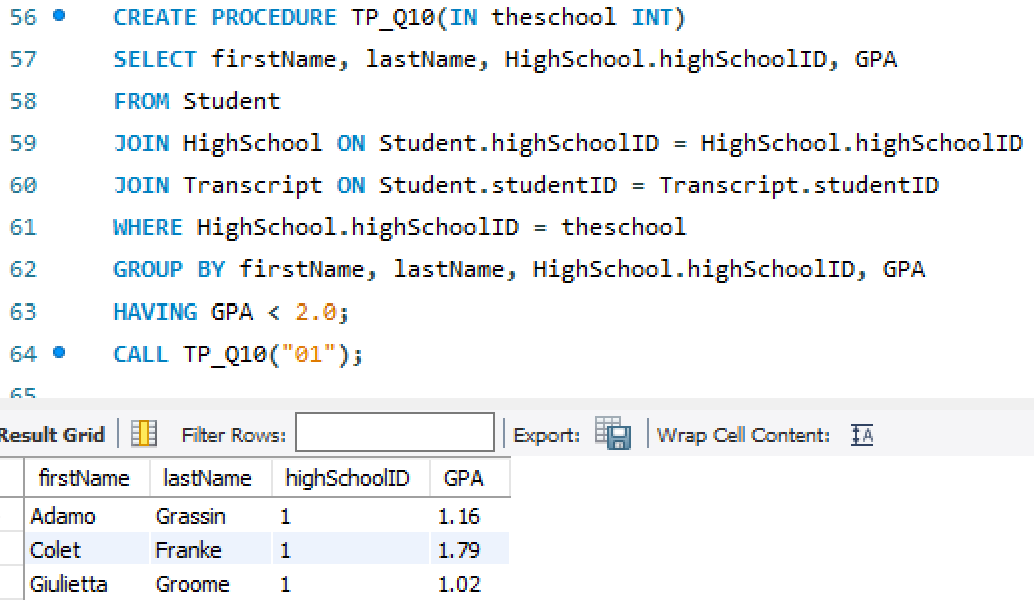 56 CREATE PROCEDURE TP_Q10(IN theschool INT)
57 SELECT firstName, lastName, HighSchool.highSchoolID, GPA
58 FROM Student
59 JOIN HighSchool ON Student.highSchoolID = HighSchool.highSchoolID
60 JOIN Transcript ON Student.studentID = Transcript.studentID
61 WHERE HighSchool.highSchoolID = theschool
62 GROUP BY firstName, lastName, HighSchool.highSchoolID, GPA
63 HAVING GPA < 2.0;
64 CALL TP_Q10("01");
65
Result Grid Filter Rows: Export: Wrap Cell Content: IA
firstName lastName highSchoolID GPA
Adamo Grassin 1 1.16
Colet Franke 1 1.79
Giulietta Groome 1 1.02